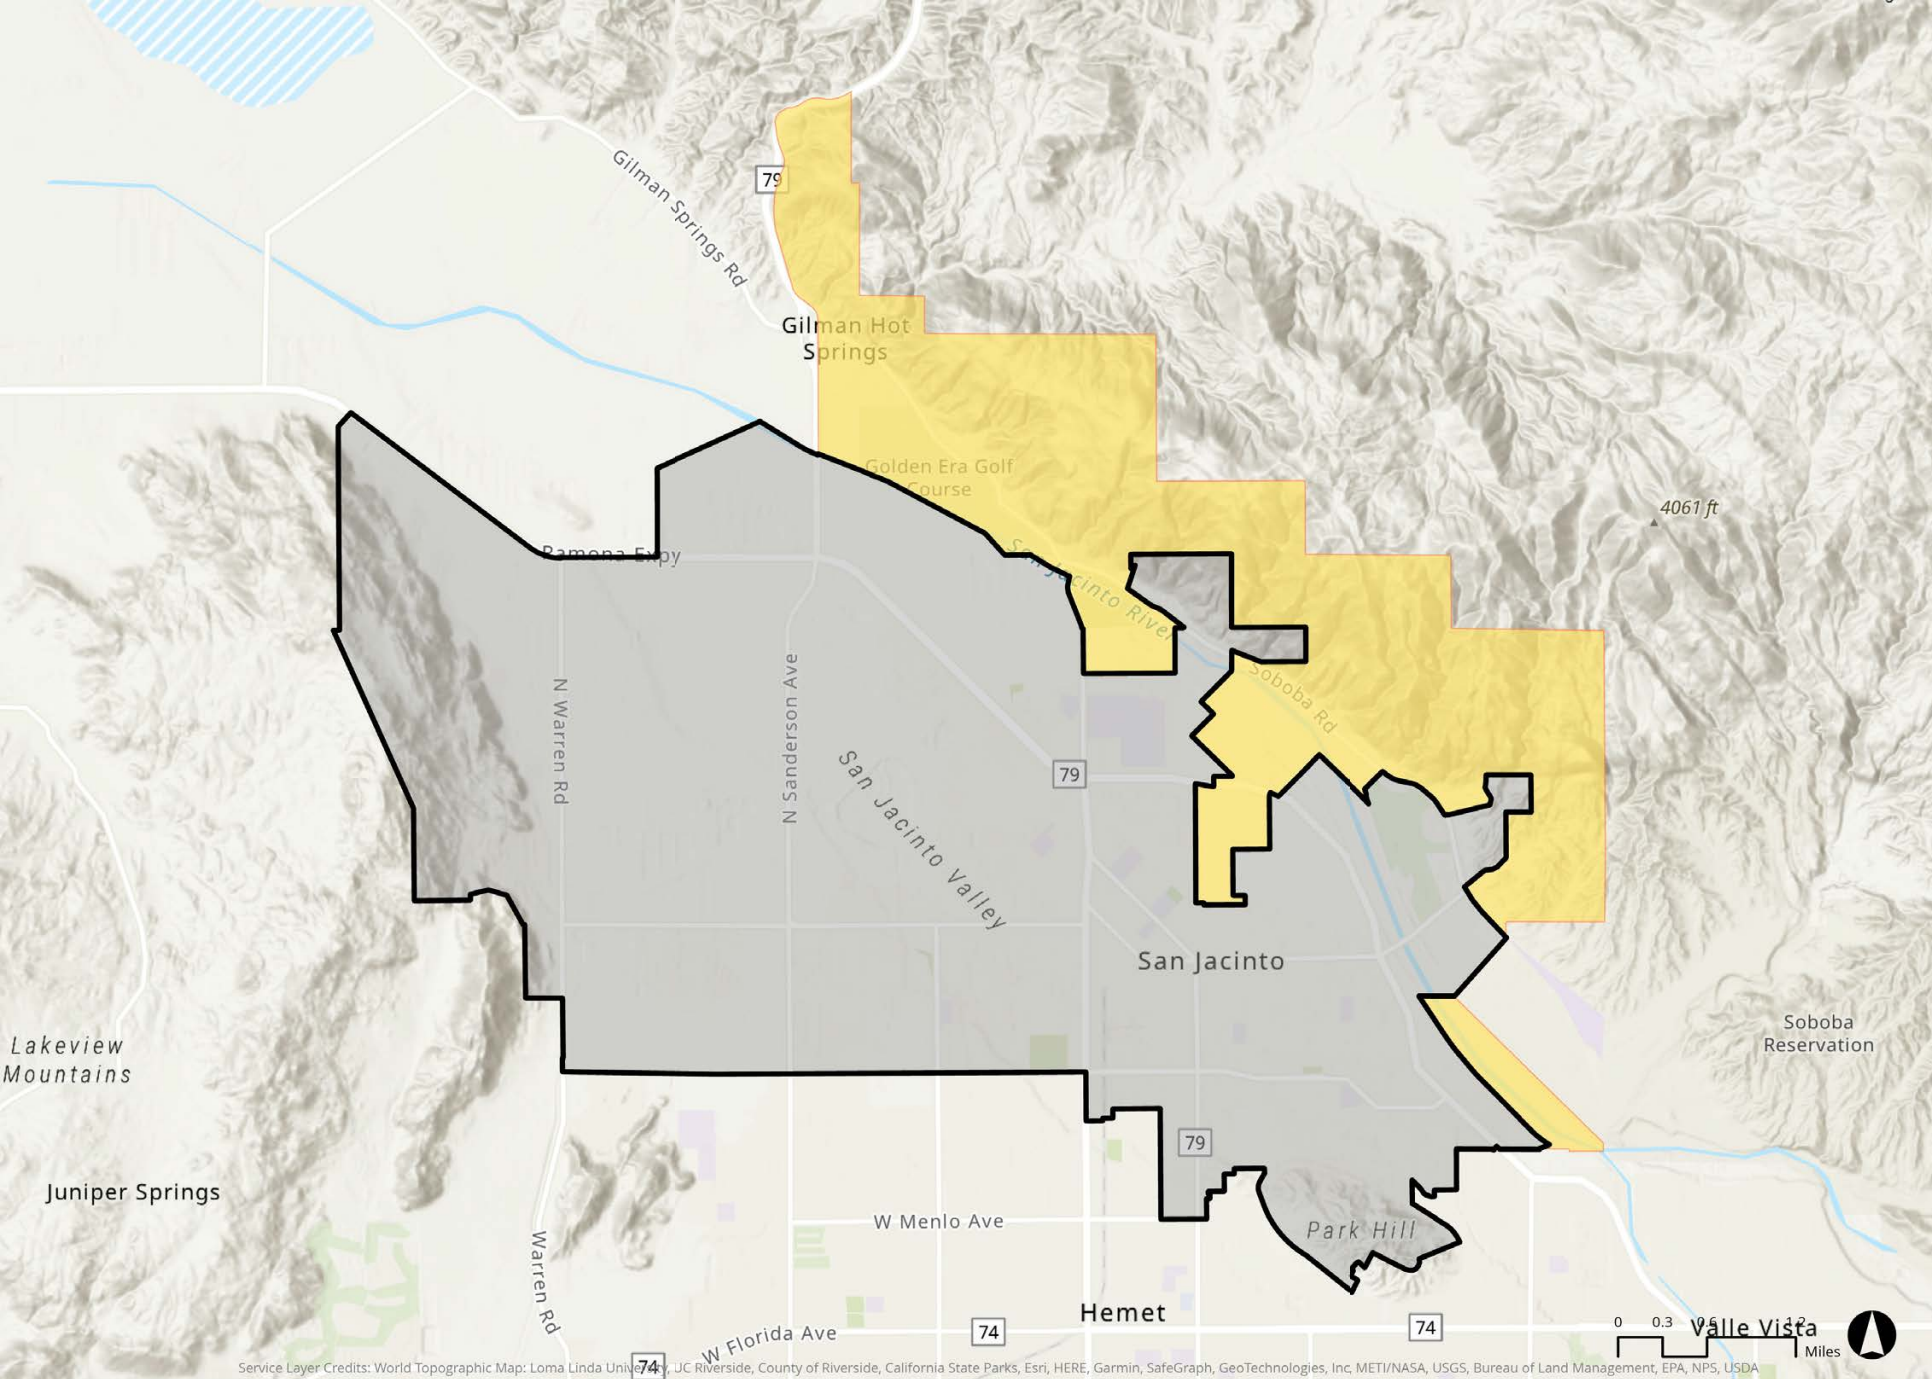 Gilman Springs Rd
79
Gilman Hot
Springs
Golden Era Golf
Course
4061 ft
Ramona Expy
San Jacinto River
Soboba Rd
N Warren Rd
N Sanderson Ave
San Jacinto Valley
79
San Jacinto
Soboba
Reservation
Lakeview
Mountains
79
Juniper Springs
W Menlo Ave
Park Hill
Warren Rd
Hemet
W Florida Ave
74
74
74
Valle Vista
0 0.3 0.6 1.2
Miles
Service Layer Credits: World Topographic Map: Loma Linda University, UC Riverside, County of Riverside, California State Parks, Esri, HERE, Garmin, SafeGraph, GeoTechnologies, Inc, METI/NASA, USGS, Bureau of Land Management, EPA, NPS, USDA